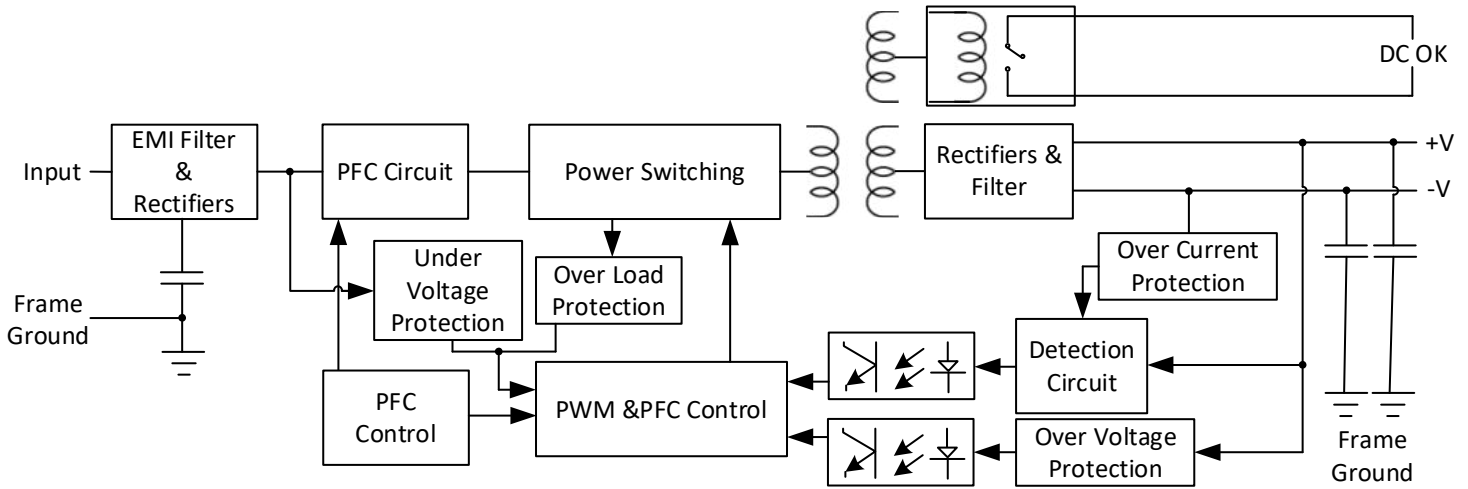 DC OK
Input
EMI Filter
&
Rectifiers
PFC Circuit
Power Switching
Rectifiers &
Filter
+V
-V
Under
Voltage
Protection
Over Load
Protection
Over Current
Protection
Frame
Ground
Detection
Circuit
PFC
Control
PWM &PFC Control
Over Voltage
Protection
Frame
Ground